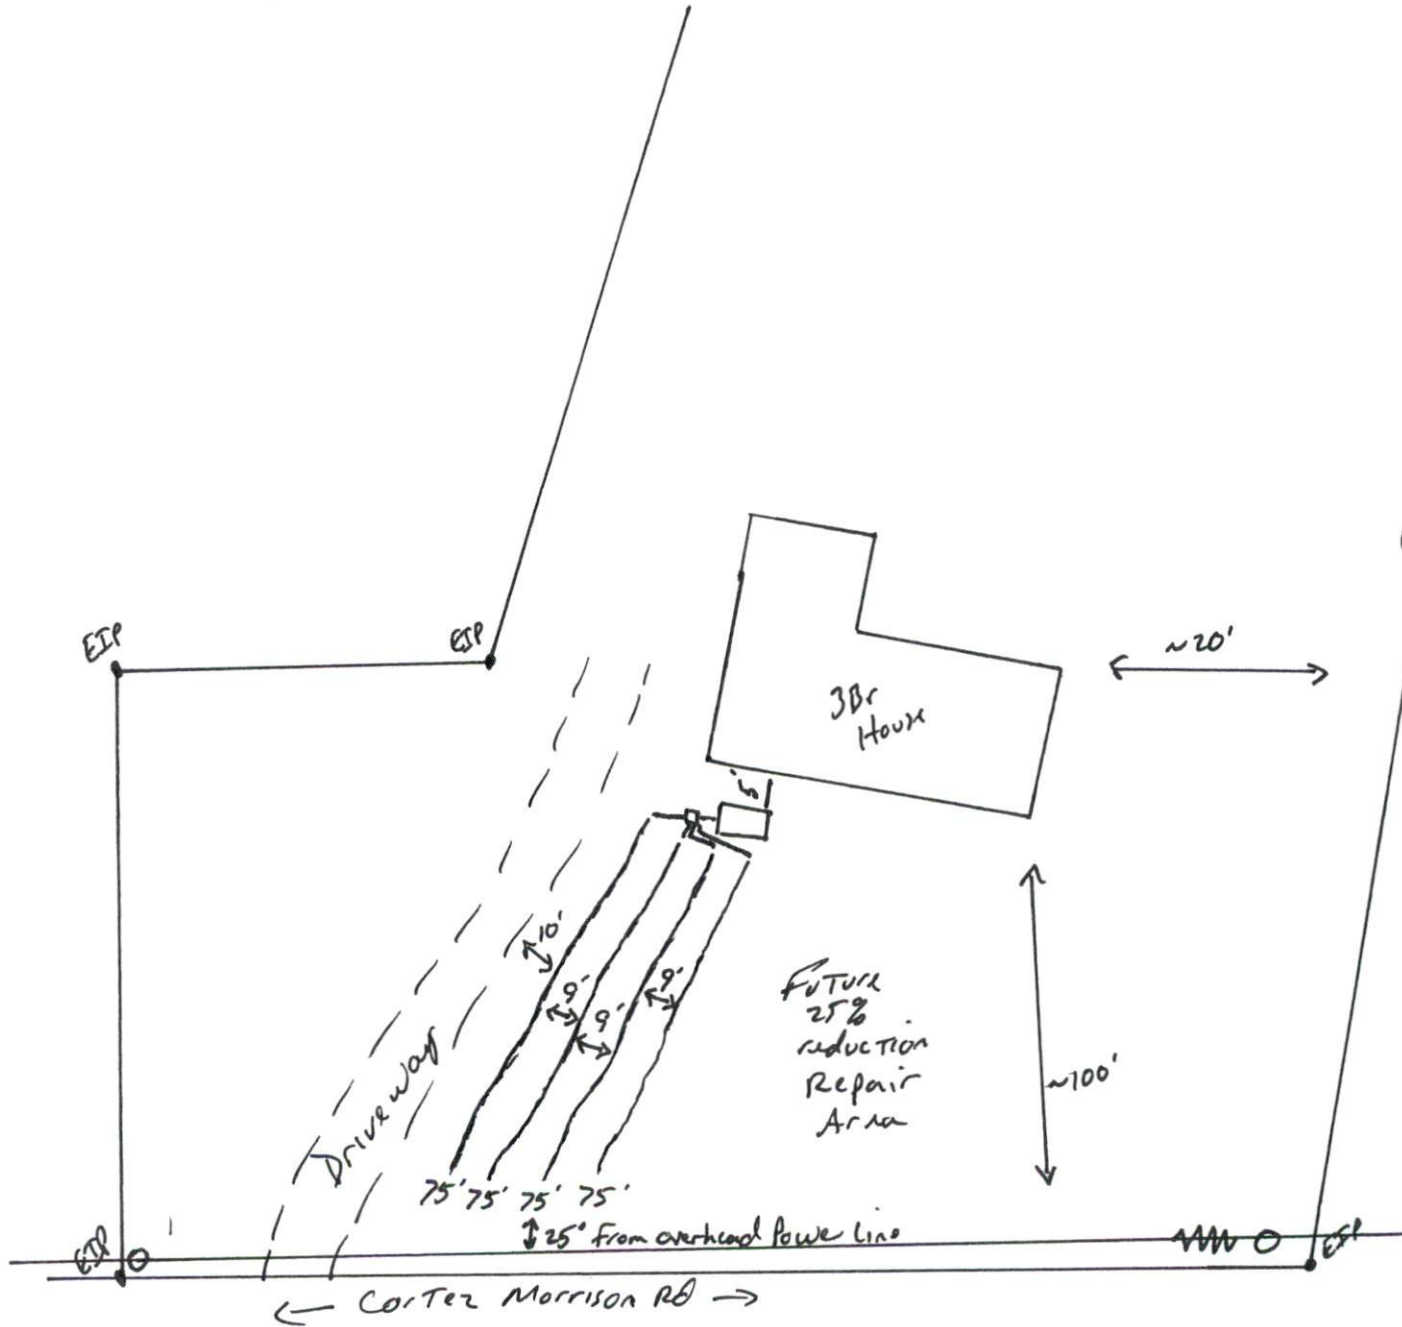 EIP
EIP
~20'
3Br
House
5'
10'
9'
9'
9'
Future
25%
reduction
Repair
Area
~100'
Driveway
75' 75' 75' 75'
25' From overhead Power Line
EIP
EIP
Cortez Morrison Rd